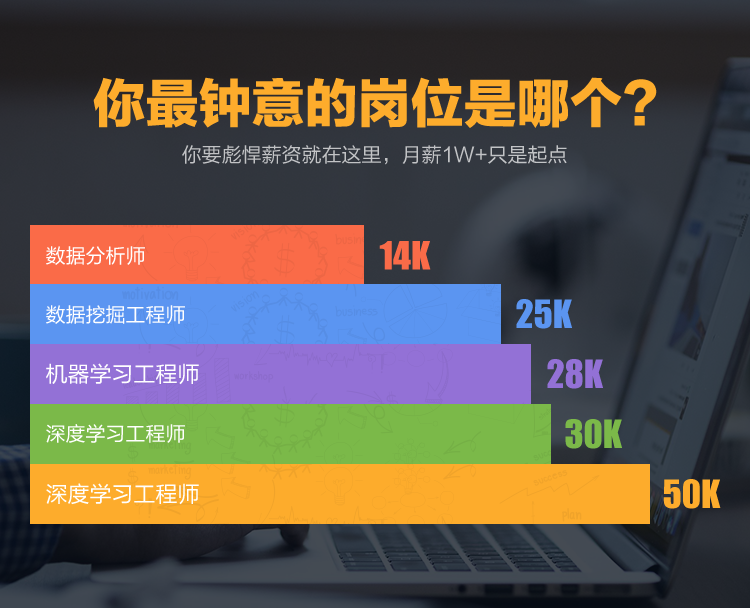 你最钟意的岗位是哪个?
你要彪悍薪资就在这里，月薪1W+只是起点
数据分析师 14K
数据挖掘工程师 25K
机器学习工程师 28K
深度学习工程师 30K
深度学习工程师 50K